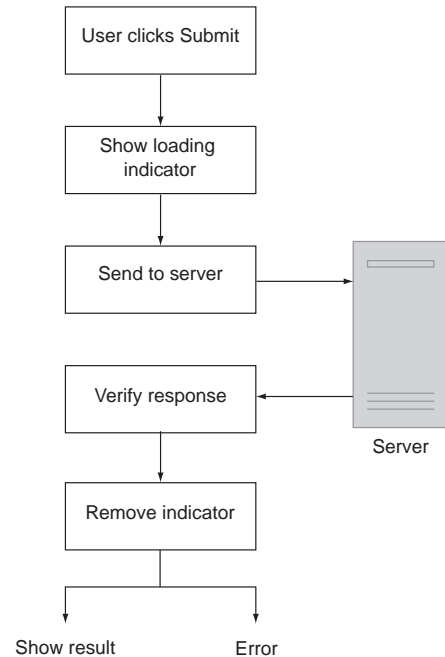 User clicks Submit
Show loading
indicator
Send to server
Verify response
Server
Remove indicator
Show result
Error